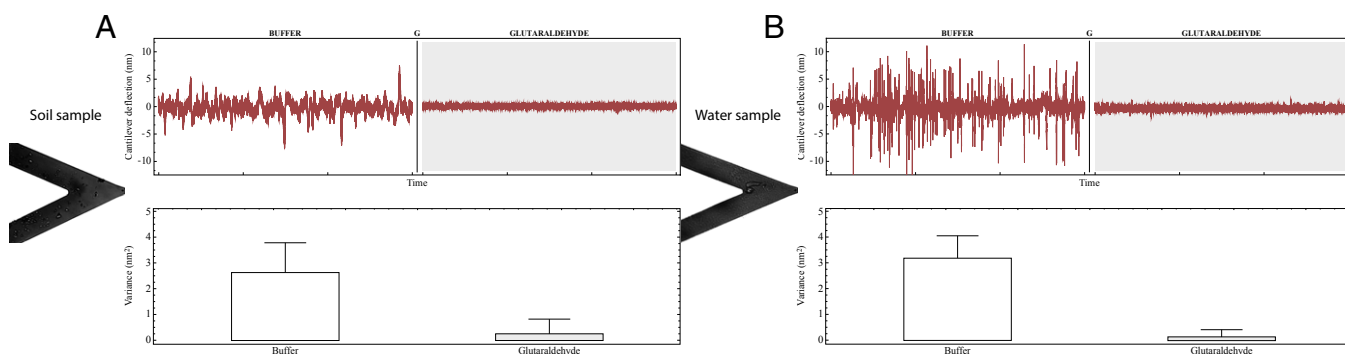 A
BUFFER G GLUTARALDEHYDE
Cantilever deflection (nm)
10
5
0
-5
-10
Time
Soil sample
Variance (nm²)
5
4
3
2
1
0
Buffer Glutaraldehyde
B
BUFFER G GLUTARALDEHYDE
Cantilever deflection (nm)
10
5
0
-5
-10
Time
Water sample
Variance (nm²)
5
4
3
2
1
0
Buffer Glutaraldehyde